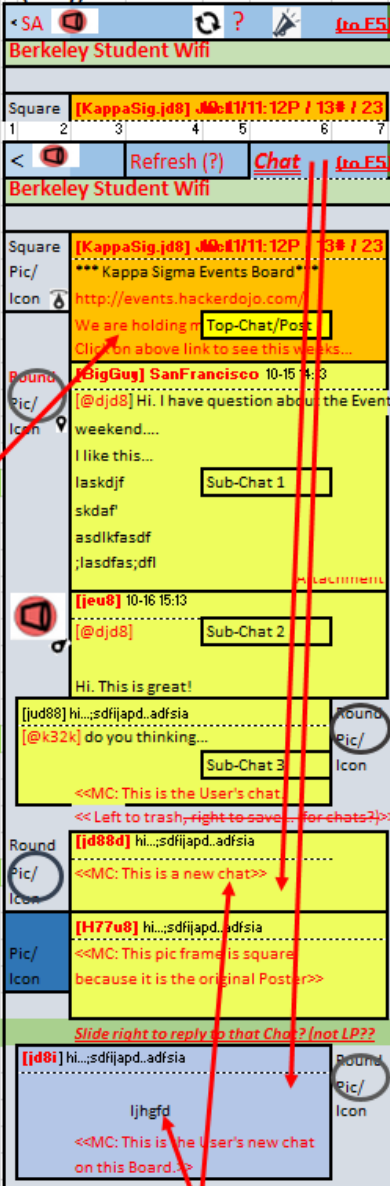 < SA ? (to E5)
Berkeley Student Wifi
Square [KappaSig.jd8] 11/11:12P / 13# / 23
1 2 3 4 5 6 7
< Refresh (?) Chat (to E5)
Berkeley Student Wifi
Square [KappaSig.jd8] 11/11:12P / 13# / 23
Pic/ *** Kappa Sigma Events Board***
Icon http://events.hackerdojo.com/
We are holding m Top-Chat/Post
Click on above link to see this weeks...
Round [BigGuy] SanFrancisco 10-15 14:13
Pic/ [@djd8] Hi. I have question about the Event
Icon weekend....
I like this...
laskdjf Sub-Chat 1
skdaf'
asdlkfasdf
;lasdfas;dfl
Attachment
[jeu8] 10-16 15:13
[@djd8] Sub-Chat 2
Hi. This is great!
[jud88] hi...;sdfijapd..adfsia Round
[@k32k] do you thinking... Pic/
Sub-Chat 3 Icon
<<MC: This is the User's chat.
<< Left to trash, right to save... (for chats?)>>
Round [jd88d] hi...;sdfijapd..adfsia
Pic/ <<MC: This is a new chat>>
Icon
[H77u8] hi...;sdfijapd..adfsia
Pic/ <<MC: This pic frame is square
Icon because it is the original Poster>>
Slide right to reply to that Chat? (not LP??
[jd8i] hi...;sdfijapd..adfsia Round
Pic/
ljhgfd Icon
<<MC: This is the User's new chat
on this Board.>>